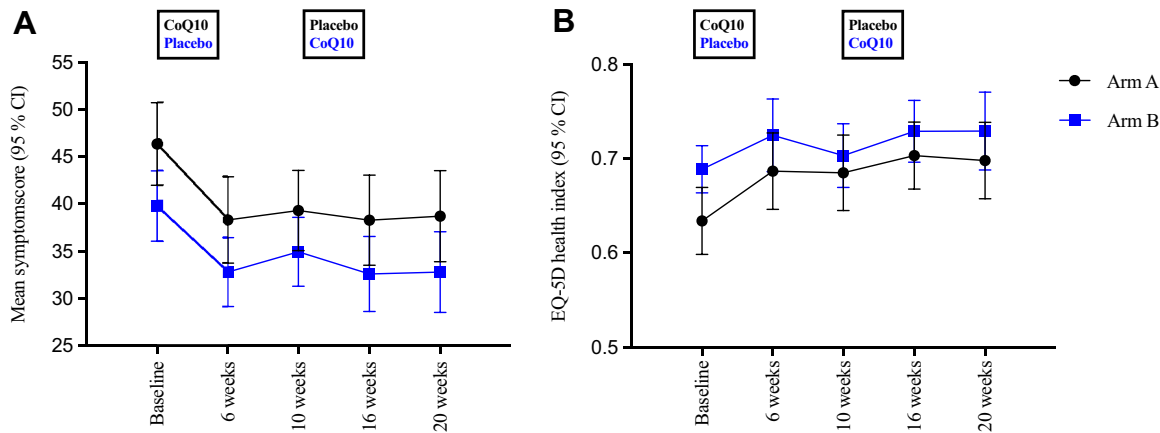 A
CoQ10
Placebo
Placebo
CoQ10
Mean symptomscore (95 % CI)
55
50
45
40
35
30
25
Baseline
6 weeks
10 weeks
16 weeks
20 weeks
B
CoQ10
Placebo
Placebo
CoQ10
EQ-5D health index (95 % CI)
0.8
0.7
0.6
0.5
Baseline
6 weeks
10 weeks
16 weeks
20 weeks
Arm A
Arm B